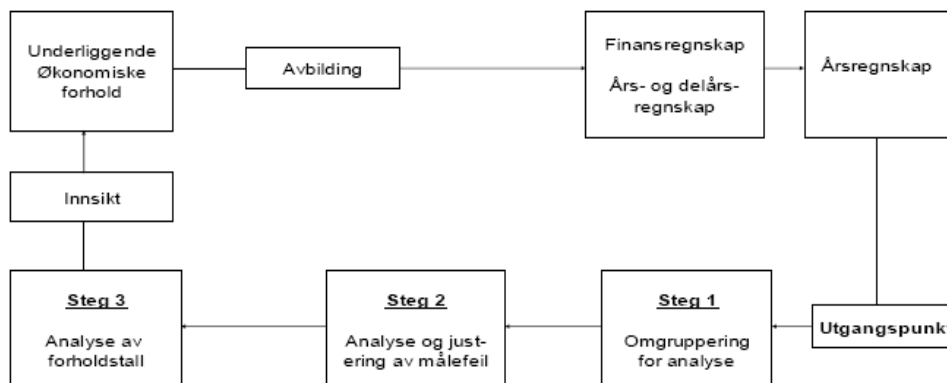 Underliggende
Økonomiske
forhold
Avbilding
Finansregnskap
Års- og delårs-
regnskap
Årsregnskap
Innsikt
Steg 3
Analyse av
forholdstall
Steg 2
Analyse og just-
ering av målefeil
Steg 1
Omgruppering
for analyse
Utgangspunkt